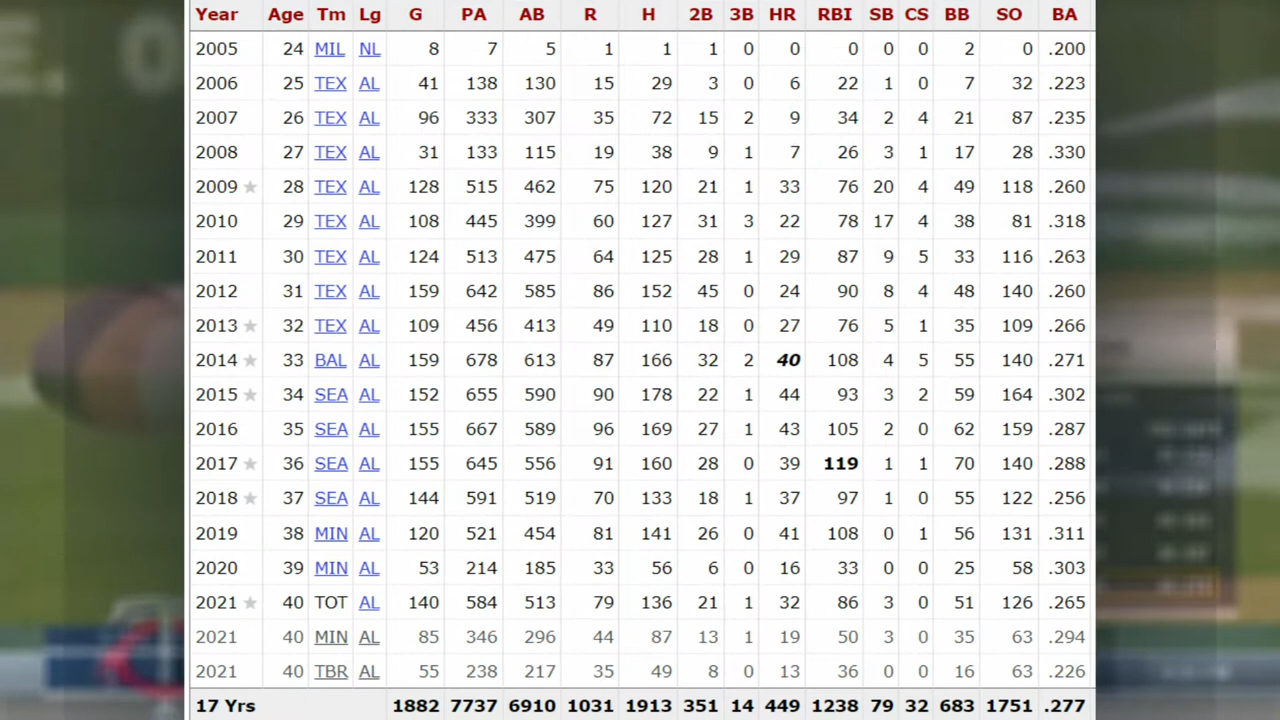 Year Age Tm Lg G PA AB R H 2B 3B HR RBI SB CS BB SO BA
2005 24 MIL NL 8 7 5 1 1 1 0 0 0 0 0 2 0 .200
2006 25 TEX AL 41 138 130 15 29 3 0 6 22 1 0 7 32 .223
2007 26 TEX AL 96 333 307 35 72 15 2 9 34 2 4 21 87 .235
2008 27 TEX AL 31 133 115 19 38 9 1 7 26 3 1 17 28 .330
2009 ★ 28 TEX AL 128 515 462 75 120 21 1 33 76 20 4 49 118 .260
2010 29 TEX AL 108 445 399 60 127 31 3 22 78 17 4 38 81 .318
2011 30 TEX AL 124 513 475 64 125 28 1 29 87 9 5 33 116 .263
2012 31 TEX AL 159 642 585 86 152 45 0 24 90 8 4 48 140 .260
2013 ★ 32 TEX AL 109 456 413 49 110 18 0 27 76 5 1 35 109 .266
2014 ★ 33 BAL AL 159 678 613 87 166 32 2 40 108 4 5 55 140 .271
2015 ★ 34 SEA AL 152 655 590 90 178 22 1 44 93 3 2 59 164 .302
2016 35 SEA AL 155 667 589 96 169 27 1 43 105 2 0 62 159 .287
2017 ★ 36 SEA AL 155 645 556 91 160 28 0 39 119 1 1 70 140 .288
2018 ★ 37 SEA AL 144 591 519 70 133 18 1 37 97 1 0 55 122 .256
2019 38 MIN AL 120 521 454 81 141 26 0 41 108 0 1 56 131 .311
2020 39 MIN AL 53 214 185 33 56 6 0 16 33 0 0 25 58 .303
2021 ★ 40 TOT AL 140 584 513 79 136 21 1 32 86 3 0 51 126 .265
2021 40 MIN AL 85 346 296 44 87 13 1 19 50 3 0 35 63 .294
2021 40 TBR AL 55 238 217 35 49 8 0 13 36 0 0 16 63 .226
17 Yrs 1882 7737 6910 1031 1913 351 14 449 1238 79 32 683 1751 .277